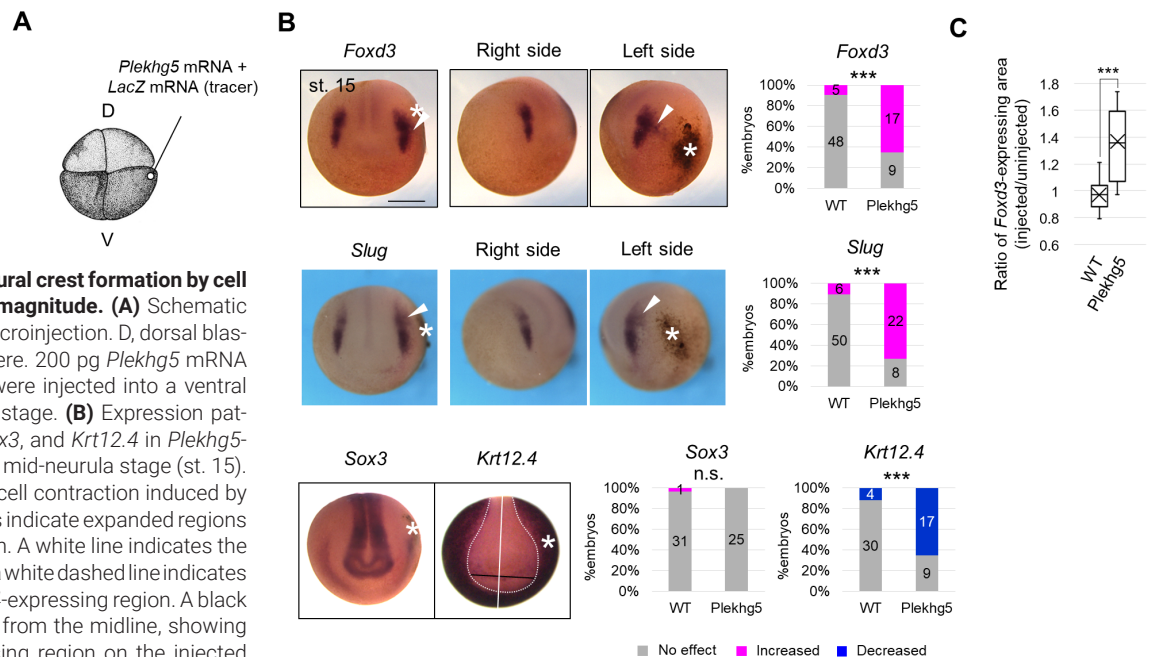 A
Plekhg5 mRNA +
LacZ mRNA (tracer)
D
V
ural crest formation by cell
magnitude. (A) Schematic
croinjection. D, dorsal blas-
ere. 200 pg Plekhg5 mRNA
were injected into a ventral
stage. (B) Expression pat-
ox3, and Krt12.4 in Plekhg5-
mid-neurula stage (st. 15).
cell contraction induced by
s indicate expanded regions
n. A white line indicates the
a white dashed line indicates
-expressing region. A black
from the midline, showing
ing region on the injected
B
Foxd3 Right side Left side
st. 15
*
*
Foxd3
***
100%
80%
60%
40%
20%
0%
%embryos
5
48
17
9
WT Plekhg5
Slug Right side Left side
*
*
Slug
***
100%
80%
60%
40%
20%
0%
%embryos
6
50
22
8
WT Plekhg5
Sox3 Krt12.4
*
*
Sox3
n.s.
100%
80%
60%
40%
20%
0%
%embryos
1
31
25
WT Plekhg5
Krt12.4
***
100%
80%
60%
40%
20%
0%
%embryos
4
30
17
9
WT Plekhg5
No effect Increased Decreased
C
Ratio of Foxd3-expressing area
(injected/uninjected)
***
1.8
1.6
1.4
1.2
1
0.8
0.6
WT
Plekhg5